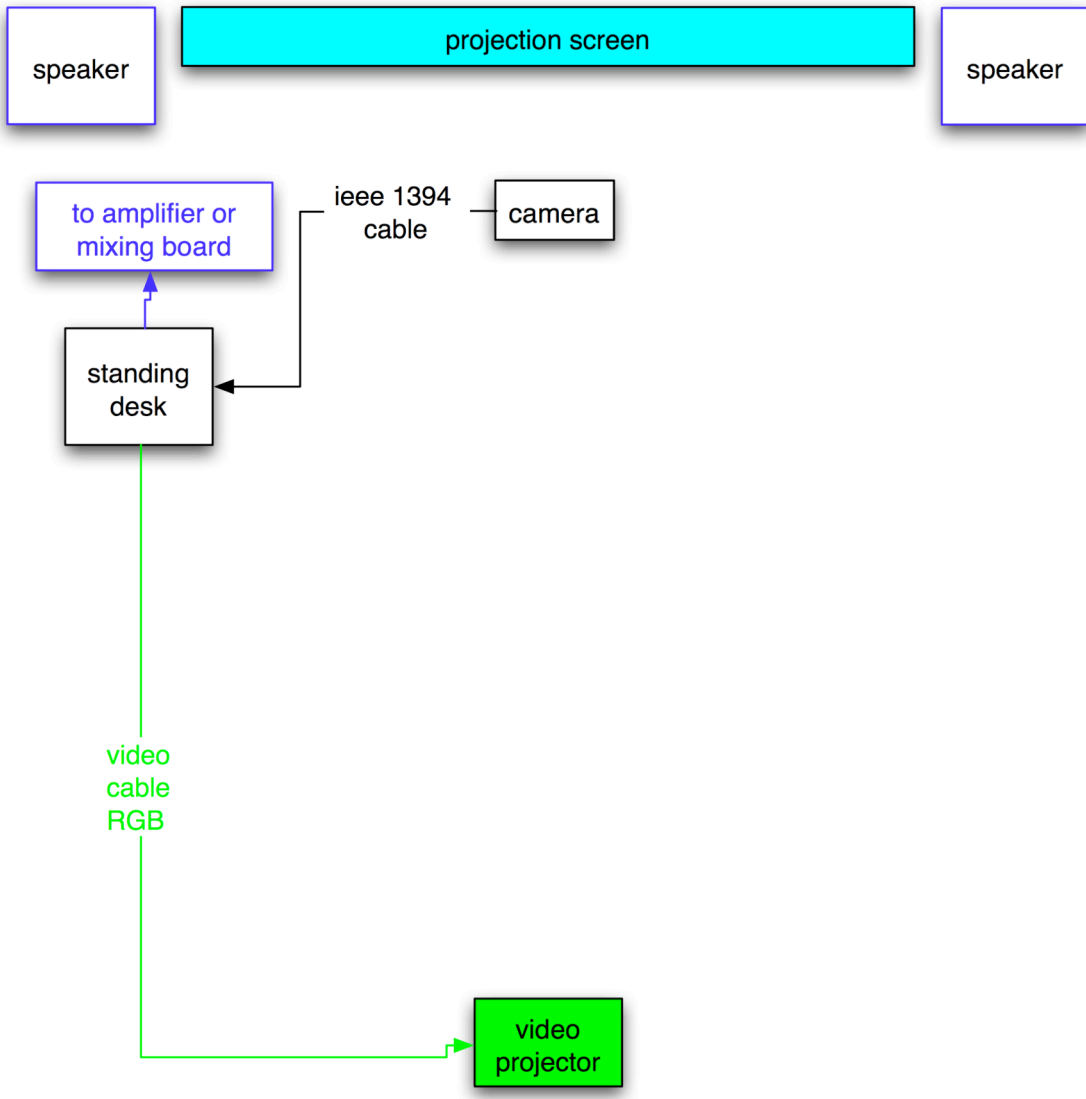 speaker
projection screen
speaker
to amplifier or
mixing board
ieee 1394
cable
camera
standing
desk
video
cable
RGB
video
projector